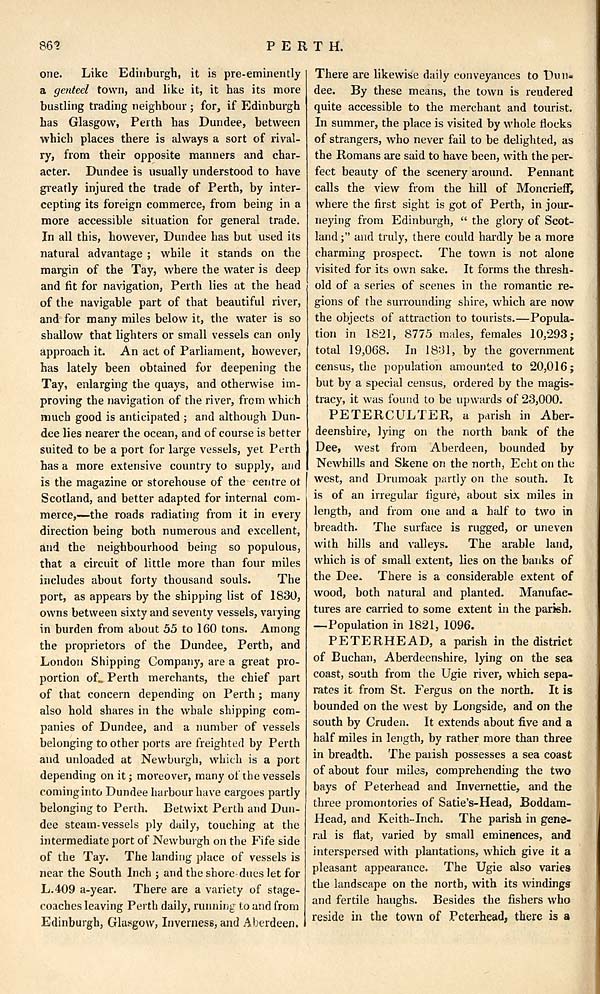 862
PERTH.
one. Like Edinburgh, it is pre-eminently
a genteel town, and like it, it has its more
bustling trading neighbour; for, if Edinburgh
has Glasgow, Perth has Dundee, between
which places there is always a sort of rival-
ry, from their opposite manners and char-
acter. Dundee is usually understood to have
greatly injured the trade of Perth, by inter-
cepting its foreign commerce, from being in a
more accessible situation for general trade.
In all this, however, Dundee has but used its
natural advantage; while it stands on the
margin of the Tay, where the water is deep
and fit for navigation, Perth lies at the head
of the navigable part of that beautiful river,
and for many miles below it, the water is so
shallow that lighters or small vessels can only
approach it. An act of Parliament, however,
has lately been obtained for deepening the
Tay, enlarging the quays, and otherwise im-
proving the navigation of the river, from which
much good is anticipated; and although Dun-
dee lies nearer the ocean, and of course is better
suited to be a port for large vessels, yet Perth
has a more extensive country to supply, and
is the magazine or storehouse of the centre of
Scotland, and better adapted for internal com-
merce,—the roads radiating from it in every
direction being both numerous and excellent,
and the neighbourhood being so populous,
that a circuit of little more than four miles
includes about forty thousand souls. The
port, as appears by the shipping list of 1830,
owns between sixty and seventy vessels, varying
in burden from about 55 to 160 tons. Among
the proprietors of the Dundee, Perth, and
London Shipping Company, are a great pro-
portion of Perth merchants, the chief part
of that concern depending on Perth; many
also hold shares in the whale shipping com-
panies of Dundee, and a number of vessels
belonging to other ports are freighted by Perth
and unloaded at Newburgh, which is a port
depending on it; moreover, many of the vessels
coming into Dundee harbour have cargoes partly
belonging to Perth. Betwixt Perth and Dun-
dee steam-vessels ply daily, touching at the
intermediate port of Newburgh on the Fife side
of the Tay. The landing place of vessels is
near the South Inch; and the shore-dues let for
L.409 a-year. There are a variety of stage-
coaches leaving Perth daily, running to and from
Edinburgh, Glasgow, Inverness, and Aberdeen.
There are likewise daily conveyances to Dun-
dee. By these means, the town is rendered
quite accessible to the merchant and tourist.
In summer, the place is visited by whole flocks
of strangers, who never fail to be delighted, as
the Romans are said to have been, with the per-
fect beauty of the scenery around. Pennant
calls the view from the hill of Moncrieff,
where the first sight is got of Perth, in jour-
neying from Edinburgh, " the glory of Scot-
land;" and truly, there could hardly be a more
charming prospect. The town is not alone
visited for its own sake. It forms the thresh-
old of a series of scenes in the romantic re-
gions of the surrounding shire, which are now
the objects of attraction to tourists.—Popula-
tion in 1821, 8775 males, females 10,293;
total 19,068. In 1831, by the government
census, the population amounted to 20,016;
but by a special census, ordered by the magis-
tracy, it was found to be upwards of 23,000.
PETERCULTER, a parish in Aber-
deenshire, lying on the north bank of the
Dee, west from Aberdeen, bounded by
Newhills and Skene on the north, Echt on the
west, and Drumoak partly on the south. It
is of an irregular figure, about six miles in
length, and from one and a half to two in
breadth. The surface is rugged, or uneven
with hills and valleys. The arable land,
which is of small extent, lies on the banks of
the Dee. There is a considerable extent of
wood, both natural and planted. Manufac-
tures are carried to some extent in the parish.
—Population in 1821, 1096.
PETERHEAD, a parish in the district
of Buchan, Aberdeenshire, lying on the sea
coast, south from the Ugie river, which sepa-
rates it from St. Fergus on the north. It is
bounded on the west by Longside, and on the
south by Cruden. It extends about five and a
half miles in length, by rather more than three
in breadth. The parish possesses a sea coast
of about four miles, comprehending the two
bays of Peterhead and Invernettie, and the
three promontories of Satie's-Head, Boddam-
Head, and Keith-Inch. The parish in gene-
ral is flat, varied by small eminences, and
interspersed with plantations, which give it a
pleasant appearance. The Ugie also varies
the landscape on the north, with its windings
and fertile haughs. Besides the fishers who
reside in the town of Peterhead, there is a